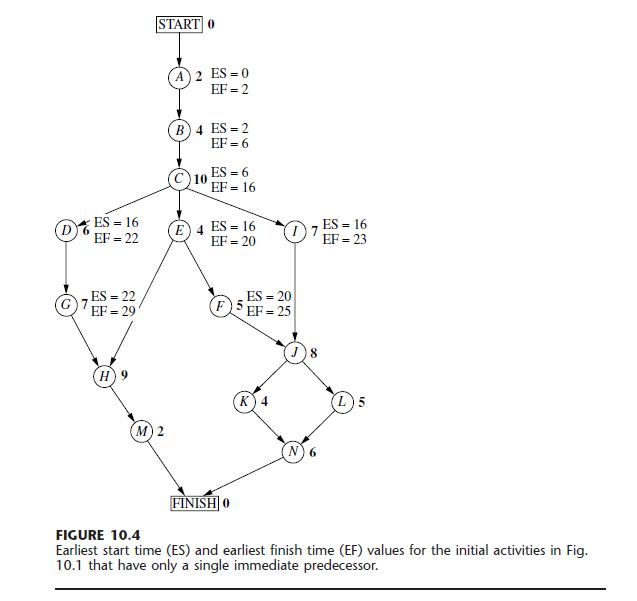 START 0
A 2 ES = 0
EF = 2
B 4 ES = 2
EF = 6
C 10 ES = 6
EF = 16
D 6 ES = 16
EF = 22
E 4 ES = 16
EF = 20
I 7 ES = 16
EF = 23
G 7 ES = 22
EF = 29
F 5 ES = 20
EF = 25
J 8
H 9
K 4
L 5
M 2
N 6
FINISH 0
FIGURE 10.4
Earliest start time (ES) and earliest finish time (EF) values for the initial activities in Fig.
10.1 that have only a single immediate predecessor.